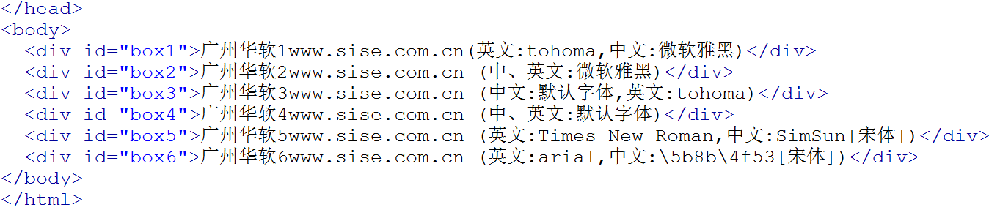 </head>
<body>
<div id="box1">广州华软1www.sise.com.cn(英文:tohoma,中文:微软雅黑)</div>
<div id="box2">广州华软2www.sise.com.cn (中、英文:微软雅黑)</div>
<div id="box3">广州华软3www.sise.com.cn (中文:默认字体,英文:tohoma)</div>
<div id="box4">广州华软4www.sise.com.cn (中、英文:默认字体)</div>
<div id="box5">广州华软5www.sise.com.cn (英文:Times New Roman,中文:SimSun[宋体])</div>
<div id="box6">广州华软6www.sise.com.cn (英文:arial,中文:\5b8b\4f53[宋体])</div>
</body>
</html>